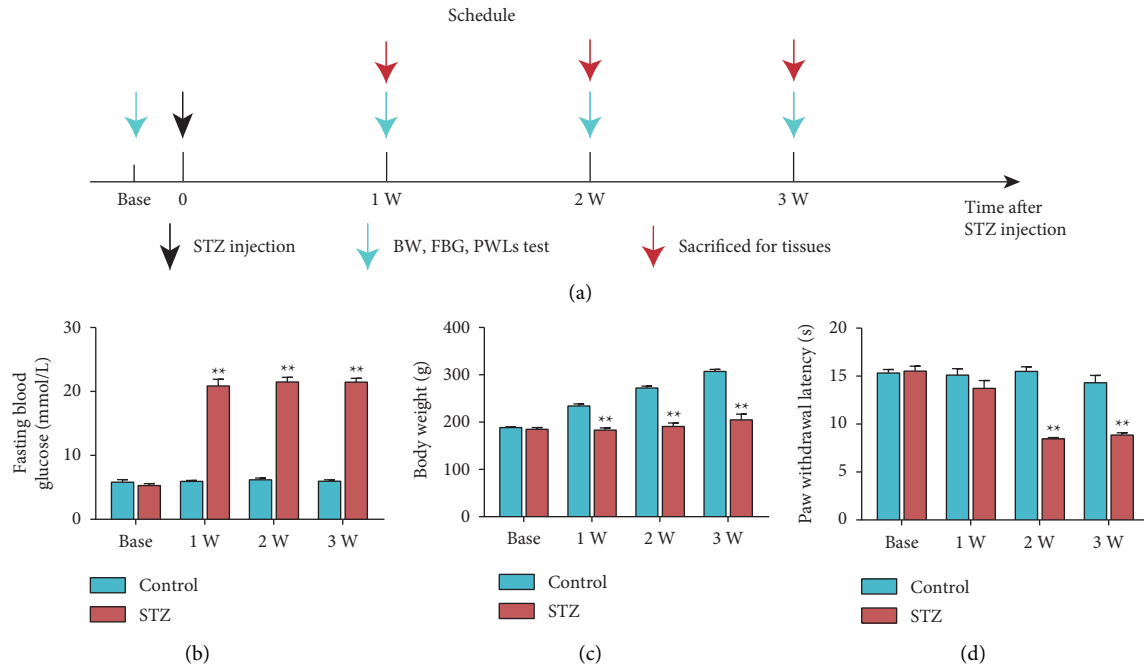 Schedule
Base
0
1 W
2 W
3 W
Time after
STZ injection
STZ injection
BW, FBG, PWLs test
Sacrificed for tissues
(a)
Fasting blood
glucose (mmol/L)
30
20
10
0
**
**
**
Base
1 W
2 W
3 W
Control
STZ
(b)
Body weight (g)
400
300
200
100
0
**
**
**
Base
1 W
2 W
3 W
Control
STZ
(c)
Paw withdrawal latency (s)
20
15
10
5
0
**
**
Base
1 W
2 W
3 W
Control
STZ
(d)